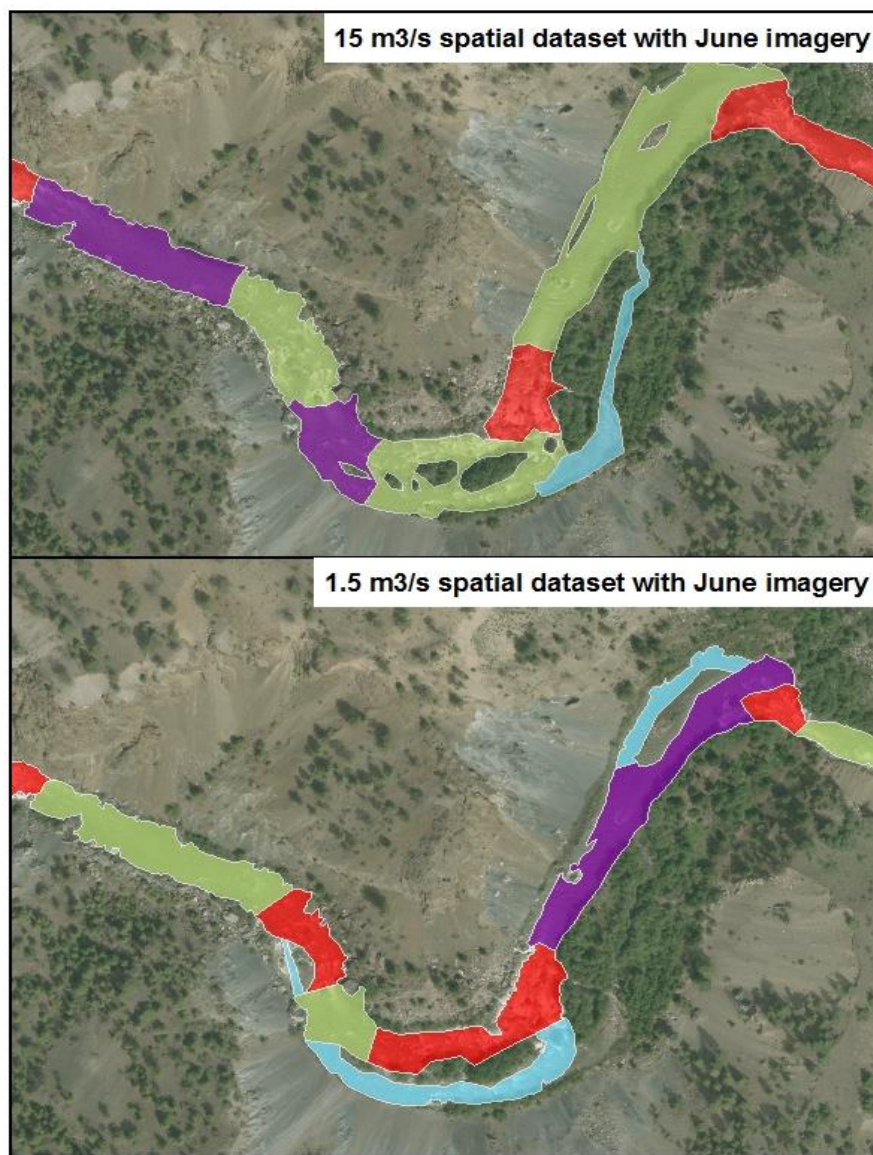 15 m3/s spatial dataset with June imagery
1.5 m3/s spatial dataset with June imagery